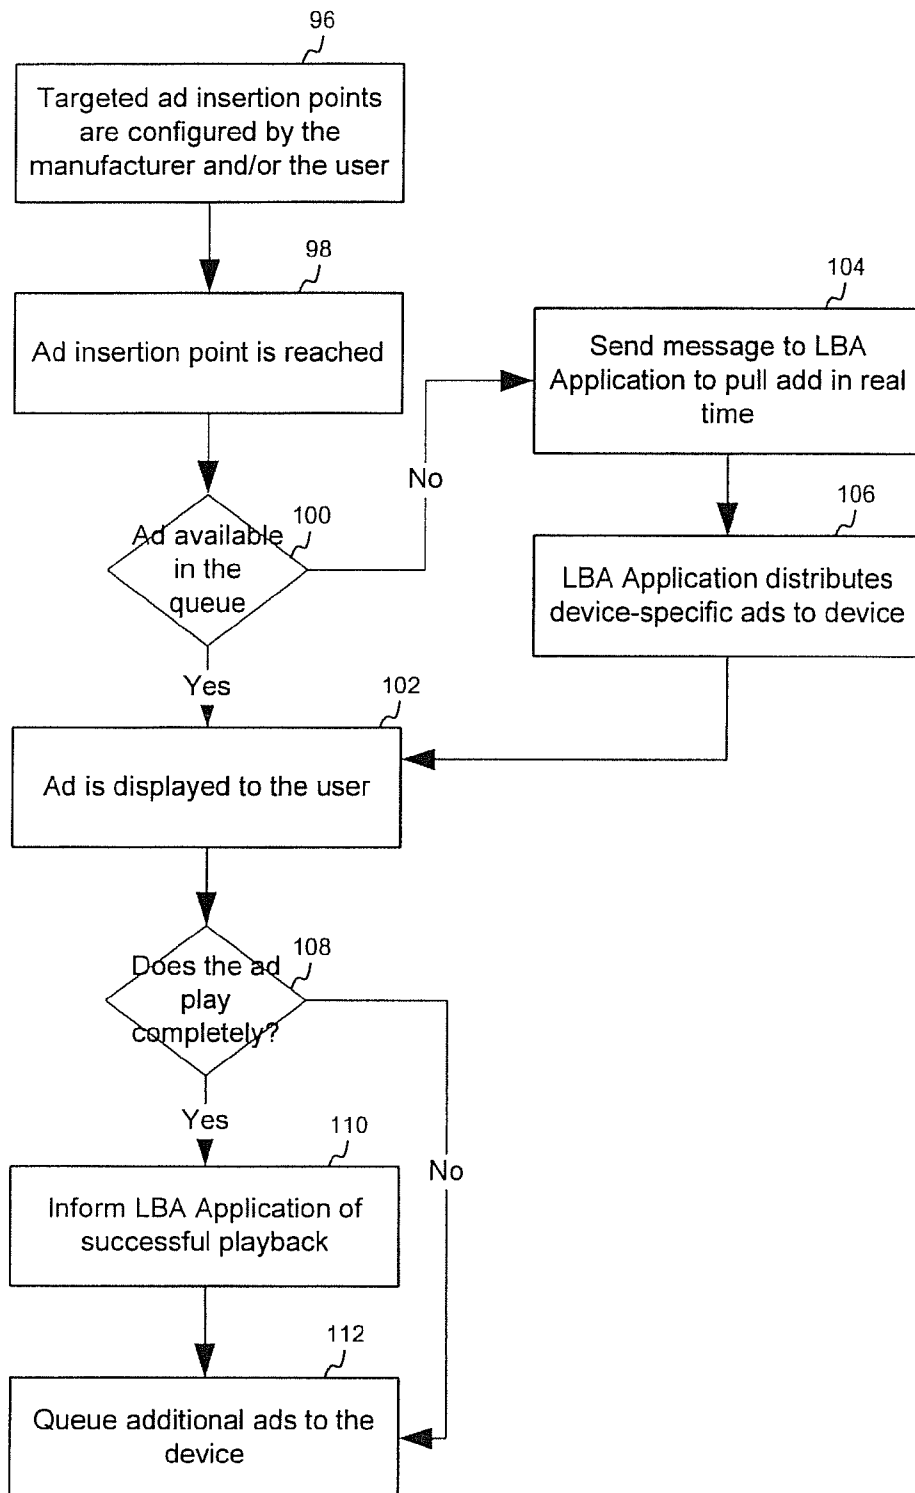 96
Targeted ad insertion points
are configured by the
manufacturer and/or the user
98
Ad insertion point is reached
104
Send message to LBA
Application to pull add in real
time
No
100
Ad available
in the
queue
106
LBA Application distributes
device-specific ads to device
Yes
102
Ad is displayed to the user
108
Does the ad
play
completely?
Yes
110
No
Inform LBA Application of
successful playback
112
Queue additional ads to the
device